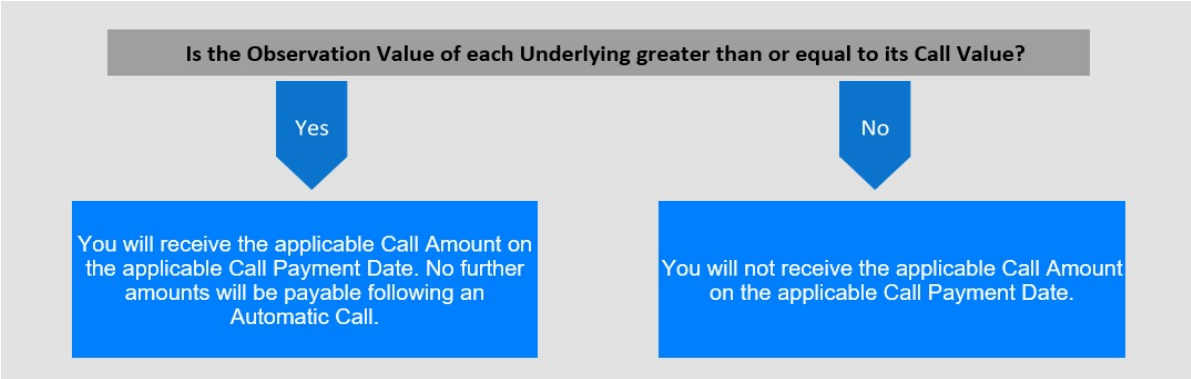 Is the Observation Value of each Underlying greater than or equal to its Call Value?
Yes
No
You will receive the applicable Call Amount on
the applicable Call Payment Date. No further
amounts will be payable following an
Automatic Call.
You will not receive the applicable Call Amount
on the applicable Call Payment Date.